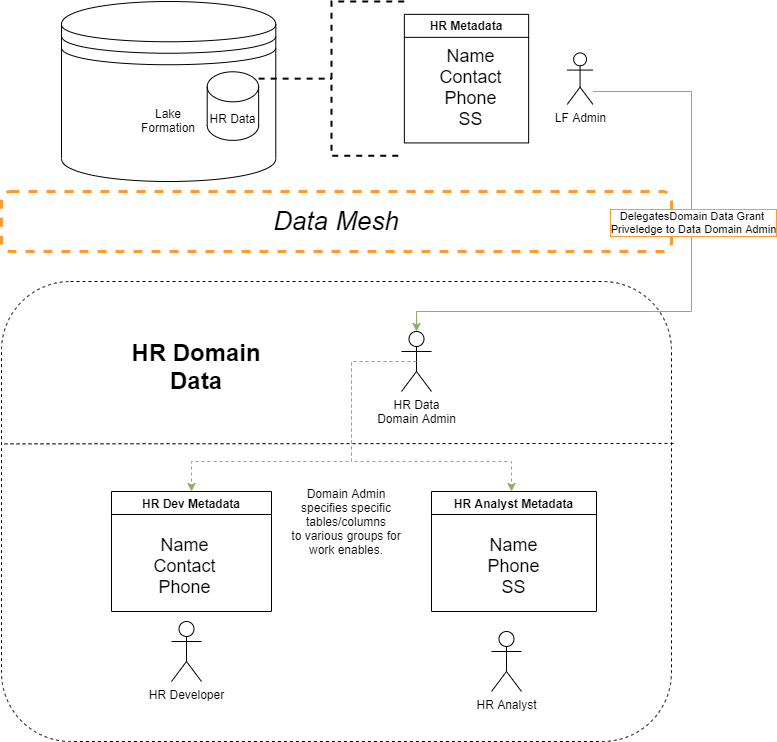 HR Metadata
Name
Contact
Phone
SS
LF Admin
Lake
Formation
HR Data
Data Mesh
DelegatesDomain Data Grant
Priveledge to Data Domain Admin
HR Domain
Data
HR Data
Domain Admin
HR Dev Metadata
Name
Contact
Phone
Domain Admin
specifies specific
tables/columns
to various groups for
work enables.
HR Analyst Metadata
Name
Phone
SS
HR Developer
HR Analyst